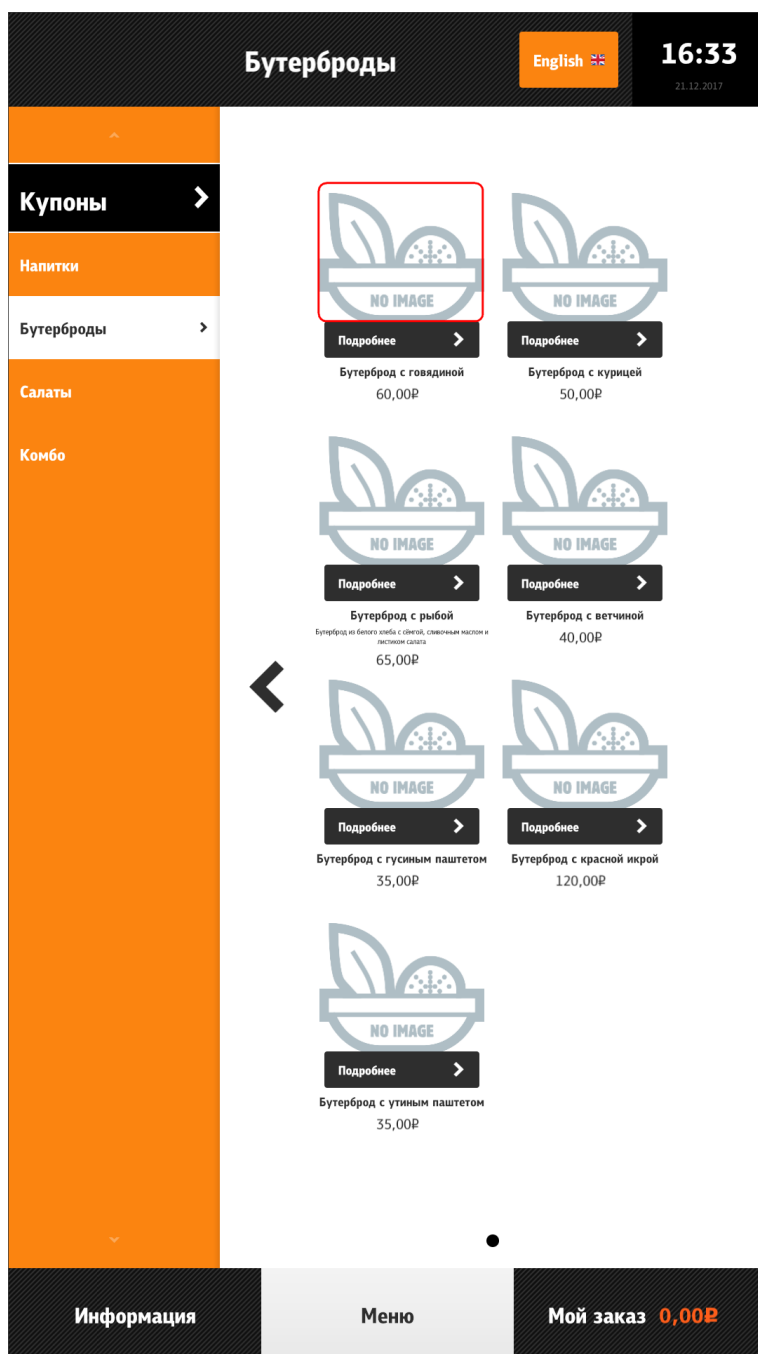 Бутерброды
English
16:33
21.12.2017
Купоны
Напитки
Бутерброды
Салаты
Комбо
NO IMAGE
NO IMAGE
Подробнее
Подробнее
Бутерброд с говядиной
Бутерброд с курицей
60,00₽
50,00₽
NO IMAGE
NO IMAGE
Подробнее
Подробнее
Бутерброд с рыбой
Бутерброд с ветчиной
Бутерброд из белого хлеба с сёмгой, сливочным маслом и
листиком салата
40,00₽
65,00₽
NO IMAGE
NO IMAGE
Подробнее
Подробнее
Бутерброд с гусиным паштетом
Бутерброд с красной икрой
35,00₽
120,00₽
NO IMAGE
Подробнее
Бутерброд с утиным паштетом
35,00₽
Информация
Меню
Мой заказ 0,00₽